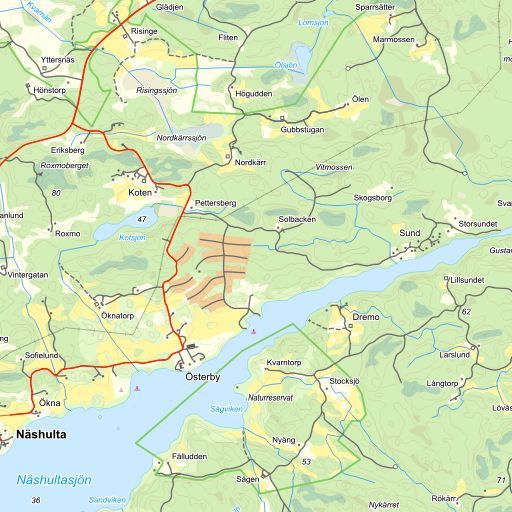 Kvarnån
Glädjen
Sparrsätter
Risinge
Fliten
Lomsjön
Marmossen
Yttersnäs
Ölsjön
Hönstorp
Risingssjön
Högudden
Ölen
Gubbstugan
Eriksberg
Nordkärrssjön
Roxmoberget
Nordkärr
Vitmossen
80
Koten
Skogsborg
Pettersberg
47
Solbacken
Storsundet
Roxmo
Kotsjön
Sund
Vintergatan
Lillsundet
Öknatorp
62
Dremo
Sofielund
Larslund
Kvarntorp
Österby
Stocksjö
Långtorp
Naturreservat
Ökna
Sågviken
Näshulta
Nyäng
Fälludden
53
Näshultasjön
Sågen
71
36
Sandviken
Nykärret
Rökärr